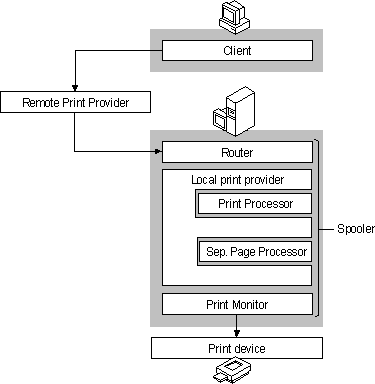 Client
Remote Print Provider
Router
Local print provider
Print Processor
Spooler
Sep. Page Processor
Print Monitor
Print device